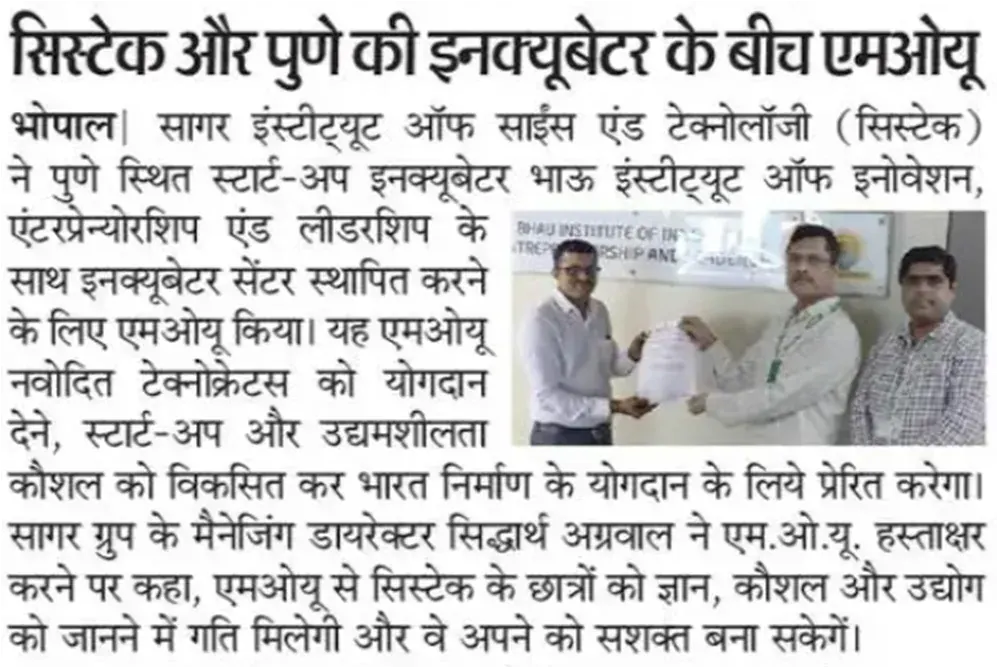 सिस्टेक और पुणे की इनक्यूबेटर के बीच एमओयू
भोपाल| सागर इंस्टीट्यूट ऑफ साईंस एंड टेक्नोलॉजी (सिस्टेक)
ने पुणे स्थित स्टार्ट-अप इनक्यूबेटर भाऊ इंस्टीट्यूट ऑफ इनोवेशन,
एंटरप्रेन्योरशिप एंड लीडरशिप के
साथ इनक्यूबेटर सेंटर स्थापित करने
के लिए एमओयू किया। यह एमओयू
नवोदित टेक्नोक्रेटस को योगदान
देने, स्टार्ट-अप और उद्यमशीलता
BHAU INSTITUTE OF
RSHIP AND
कौशल को विकसित कर भारत निर्माण के योगदान के लिये प्रेरित करेगा।
सागर ग्रुप के मैनेजिंग डायरेक्टर सिद्धार्थ अग्रवाल ने एम.ओ.यू. हस्ताक्षर
करने पर कहा, एमओयू से सिस्टेक के छात्रों को ज्ञान, कौशल और उद्योग
को जानने में गति मिलेगी और वे अपने को सशक्त बना सकेगें।